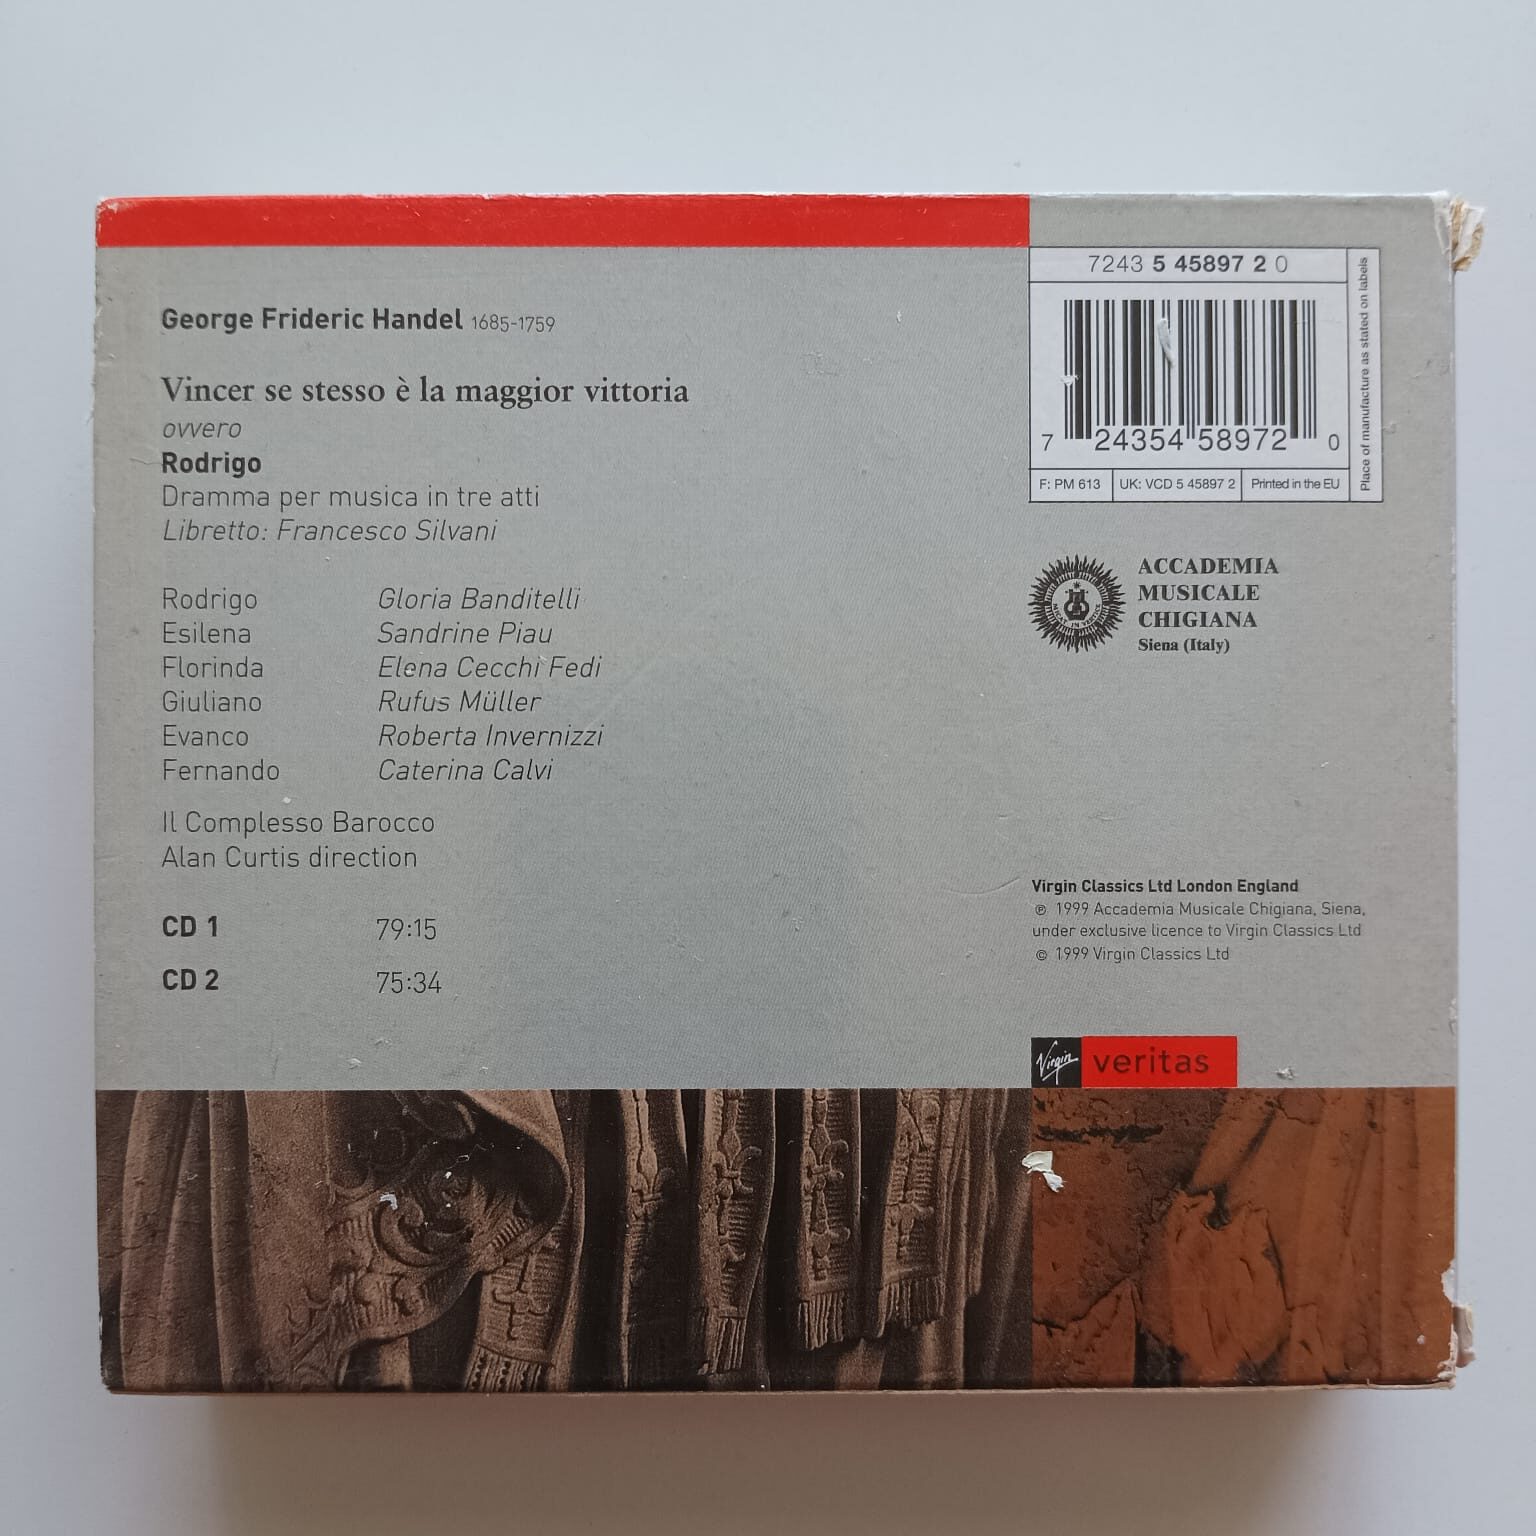 George Frideric Handel 1685-1759
Vincer se stesso è la maggior vittoria
ovvero
Rodrigo
Dramma per musica in tre atti
Libretto: Francesco Silvani
Rodrigo Gloria Banditelli
Esilena Sandrine Piau
Florinda Elena Cecchi Fedi
Giuliano Rufus Müller
Evanco Roberta Invernizzi
Fernando Caterina Calvi
Il Complesso Barocco
Alan Curtis direction
CD 1 79:15
CD 2 75:34
7243 5 45897 2 0
7 24354 58972 0
F: PM 613 UK: VCD 5 45897 2 Printed in the EU
Place of manufacture as stated on labels
MICAT IN VERTICE
ACCADEMIA
MUSICALE
CHIGIANA
Siena (Italy)
Virgin Classics Ltd London England
℗ 1999 Accademia Musicale Chigiana, Siena,
under exclusive licence to Virgin Classics Ltd
© 1999 Virgin Classics Ltd
Virgin veritas